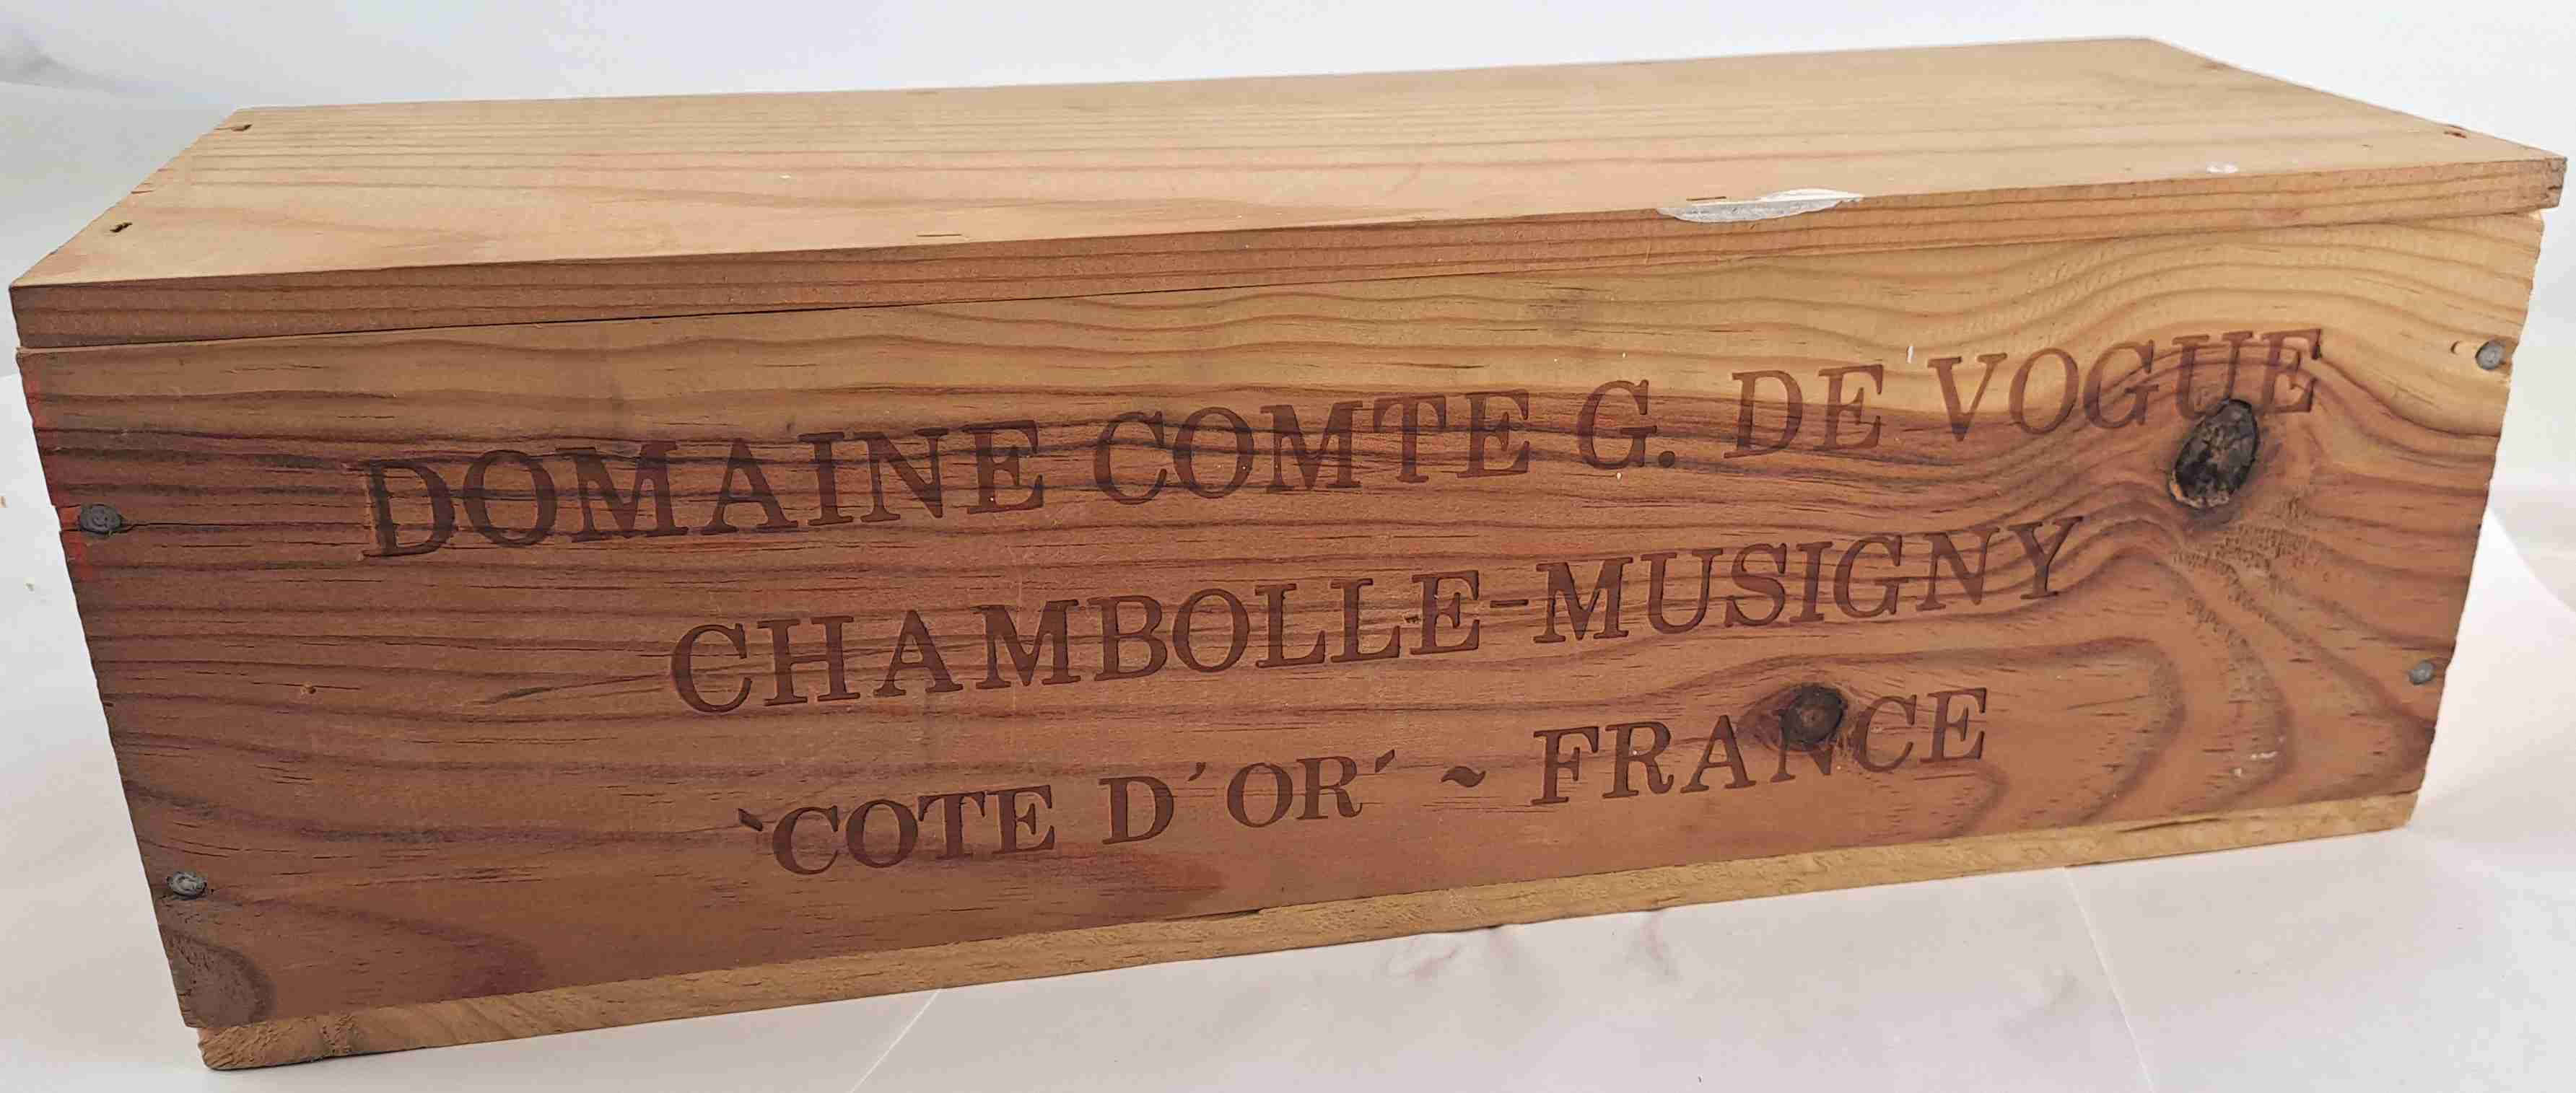 DOMAINE COMTE G. DE VOGUE
CHAMBOLLE-MUSIGNY
`COTE D'OR´ ~ FRANCE